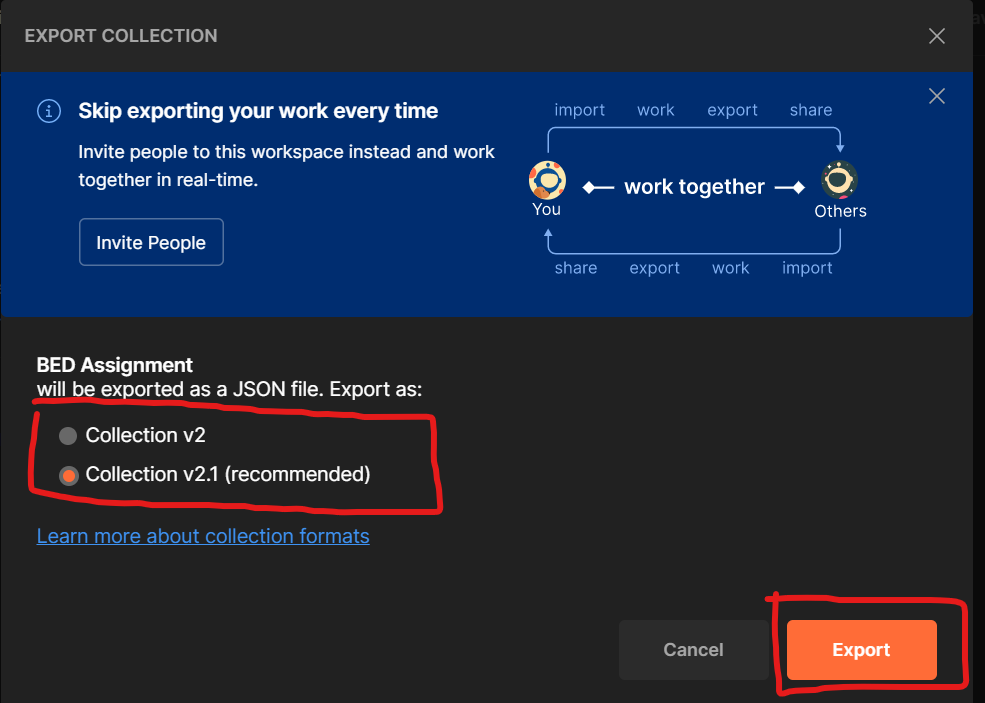 EXPORT COLLECTION
Skip exporting your work every time
Invite people to this workspace instead and work
together in real-time.
Invite People
import work export share
You
work together
Others
share export work import
BED Assignment
will be exported as a JSON file. Export as:
Collection v2
Collection v2.1 (recommended)
Learn more about collection formats
Cancel
Export